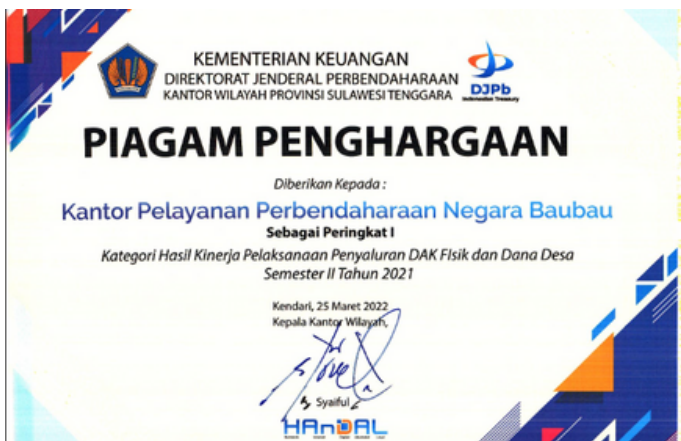 KEMENTERIAN KEUANGAN
DIREKTORAT JENDERAL PERBENDAHARAAN
KANTOR WILAYAH PROVINSI SULAWESI TENGGARA
DJPb
Indonesian Treasury
PIAGAM PENGHARGAAN
Diberikan Kepada :
Kantor Pelayanan Perbendaharaan Negara Baubau
Sebagai Peringkat I
Kategori Hasil Kinerja Pelaksanaan Penyaluran DAK FIsik dan Dana Desa
Semester II Tahun 2021
Kendari, 25 Maret 2022
Kepala Kantor Wilayah,
Syaiful
HAnDAL